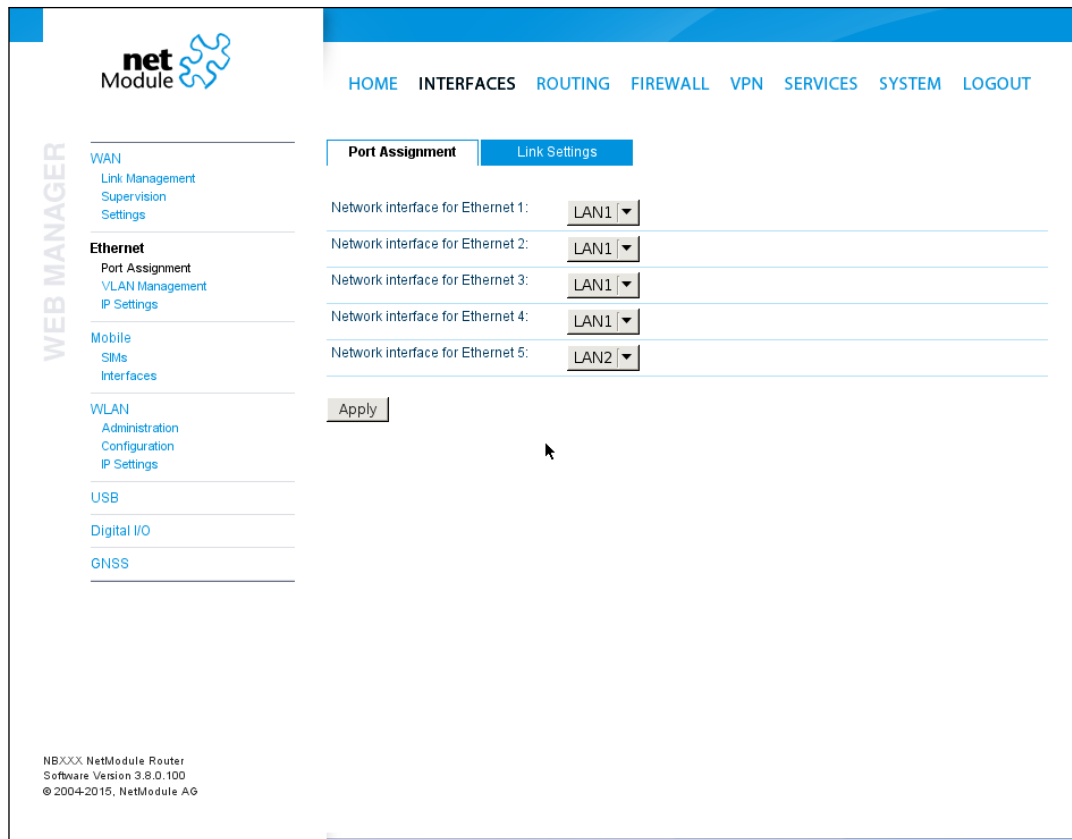 net
Module
HOME INTERFACES ROUTING FIREWALL VPN SERVICES SYSTEM LOGOUT
WEB MANAGER
WAN
Link Management
Supervision
Settings
Ethernet
Port Assignment
VLAN Management
IP Settings
Mobile
SIMs
Interfaces
WLAN
Administration
Configuration
IP Settings
USB
Digital I/O
GNSS
Port Assignment Link Settings
Network interface for Ethernet 1: LAN1
Network interface for Ethernet 2: LAN1
Network interface for Ethernet 3: LAN1
Network interface for Ethernet 4: LAN1
Network interface for Ethernet 5: LAN2
Apply
NBXXX NetModule Router
Software Version 3.8.0.100
© 2004-2015, NetModule AG